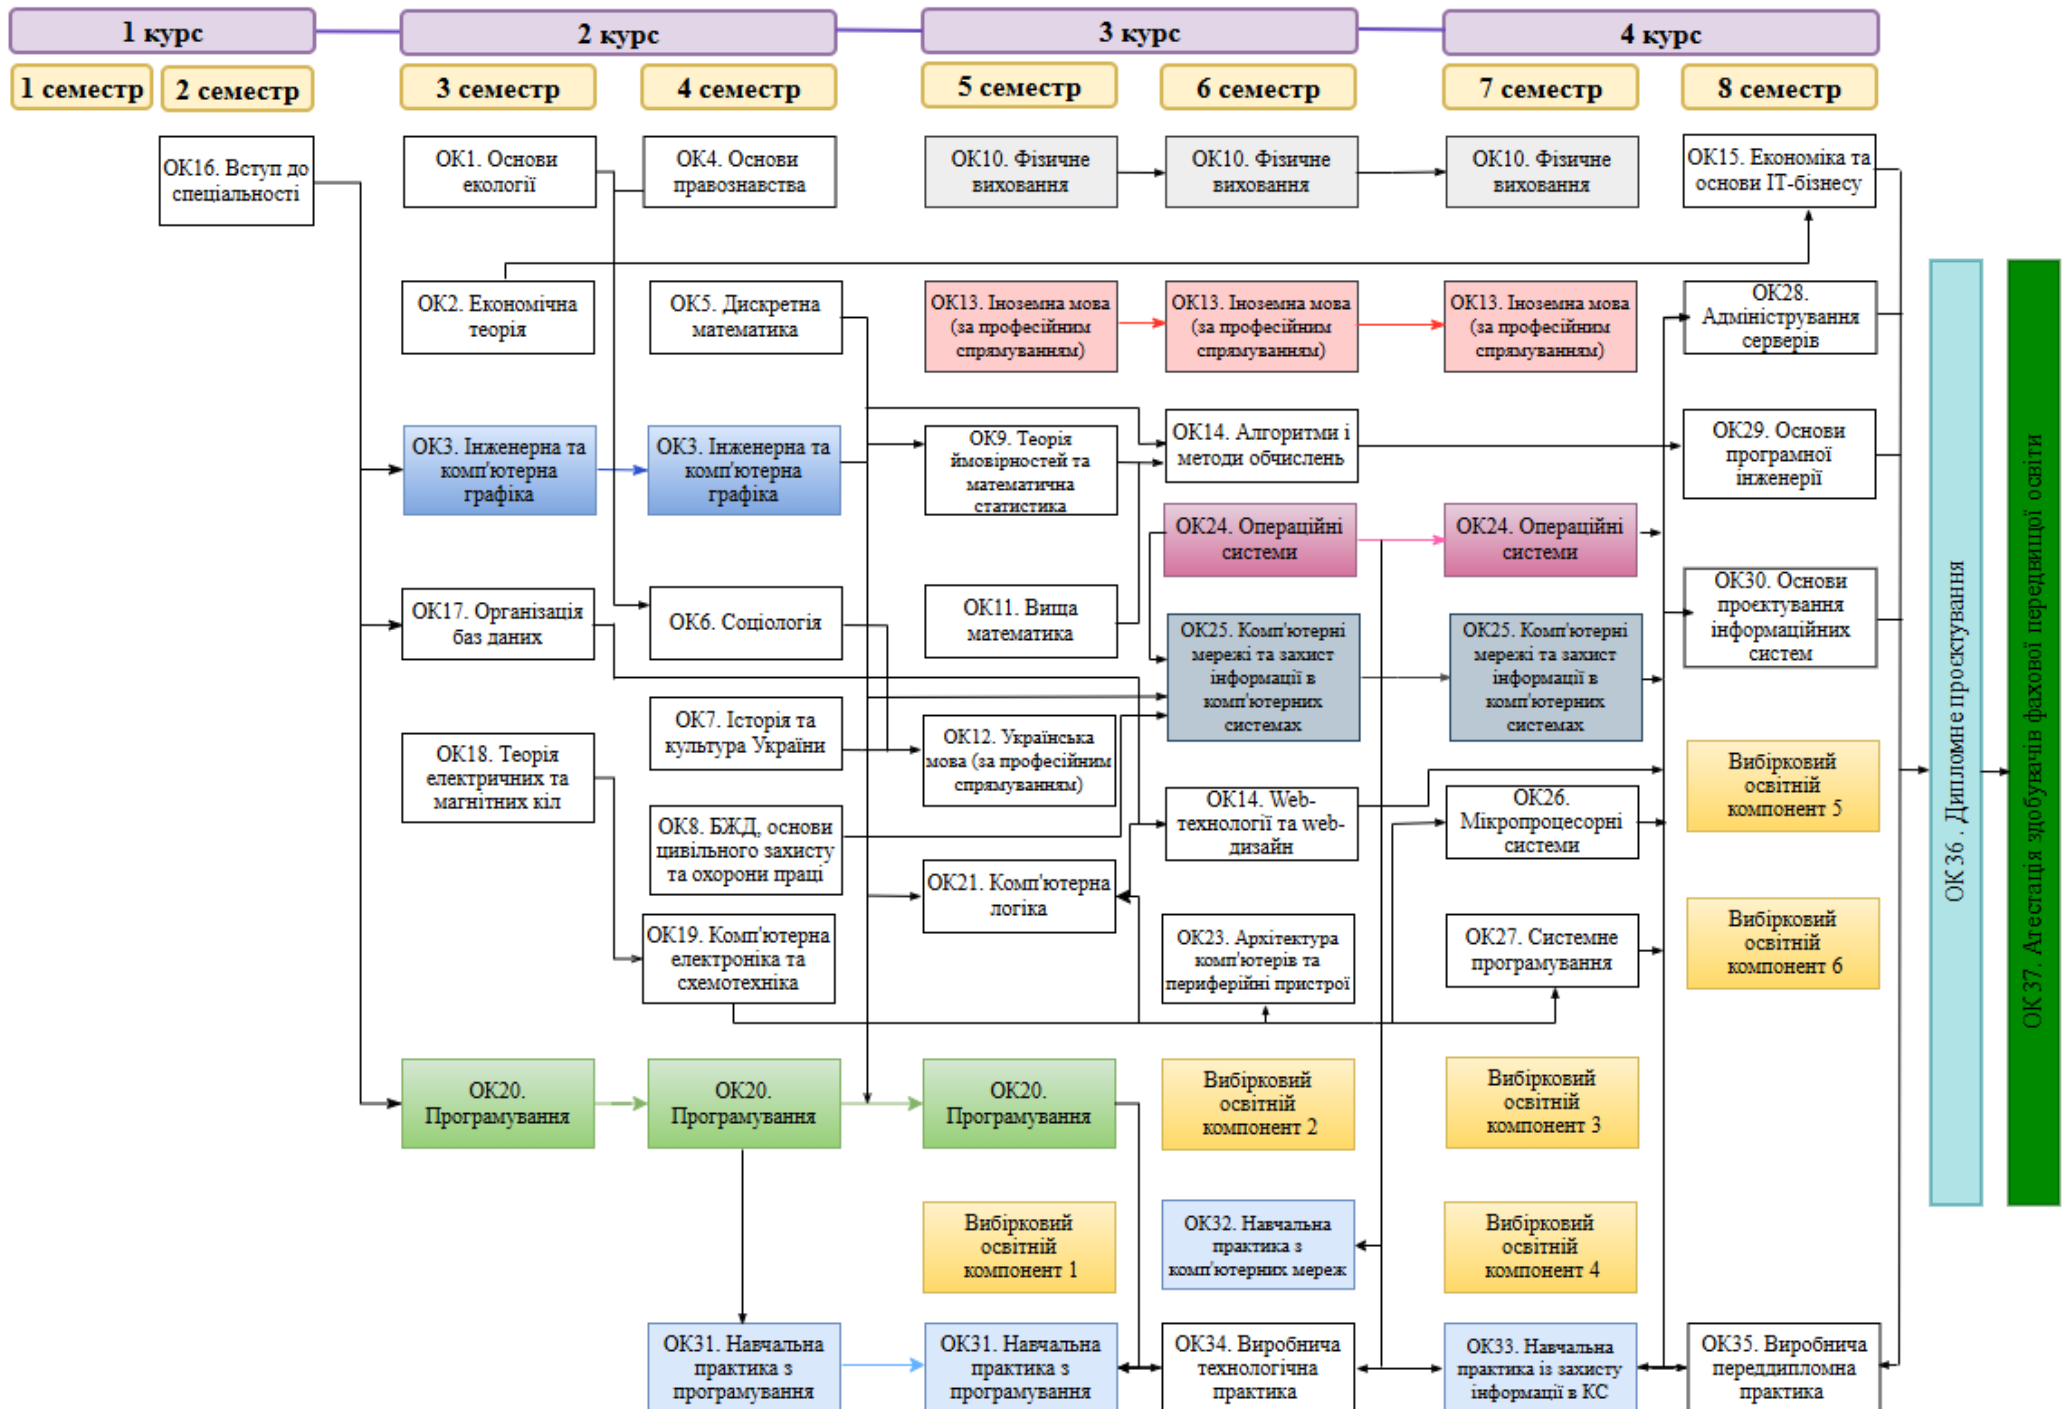 1 курс
2 курс
3 курс
4 курс
1 семестр
2 семестр
3 семестр
4 семестр
5 семестр
6 семестр
7 семестр
8 семестр
ОК16. Вступ до
спеціальності
ОК1. Основи
екології
ОК4. Основи
правознавства
ОК10. Фізичне
виховання
ОК10. Фізичне
виховання
ОК10. Фізичне
виховання
ОК15. Економіка та
основи ІТ-бізнесу
ОК2. Економічна
теорія
ОК5. Дискретна
математика
ОК13. Іноземна мова
(за професійним
спрямуванням)
ОК13. Іноземна мова
(за професійним
спрямуванням)
ОК13. Іноземна мова
(за професійним
спрямуванням)
ОК28.
Адміністрування
серверів
ОК3. Інженерна та
комп'ютерна
графіка
ОК3. Інженерна та
комп'ютерна
графіка
ОК9. Теорія
ймовірностей та
математична
статистика
ОК14. Алгоритми і
методи обчислень
ОК29. Основи
програмної
інженерії
ОК24. Операційні
системи
ОК24. Операційні
системи
ОК17. Організація
баз даних
ОК6. Соціологія
ОК11. Вища
математика
ОК25. Комп'ютерні
мережі та захист
інформації в
комп'ютерних
системах
ОК25. Комп'ютерні
мережі та захист
інформації в
комп'ютерних
системах
ОК30. Основи
проєктування
інформаційних
систем
ОК18. Теорія
електричних та
магнітних кіл
ОК7. Історія та
культура України
ОК12. Українська
мова (за професійним
спрямуванням)
Вибірковий
освітній
компонент 5
ОК8. БЖД, основи
цивільного захисту
та охорони праці
ОК14. Web-
технології та web-
дизайн
ОК26.
Мікропроцесорні
системи
ОК21. Комп'ютерна
логіка
ОК19. Комп'ютерна
електроніка та
схемотехніка
ОК23. Архітектура
комп'ютерів та
периферійні пристрої
ОК27. Системне
програмування
Вибірковий
освітній
компонент 6
ОК20.
Програмування
ОК20.
Програмування
ОК20.
Програмування
Вибірковий
освітній
компонент 2
Вибірковий
освітній
компонент 3
Вибірковий
освітній
компонент 1
ОК32. Навчальна
практика з
комп'ютерних мереж
Вибірковий
освітній
компонент 4
ОК31. Навчальна
практика з
програмування
ОК31. Навчальна
практика з
програмування
ОК34. Виробнича
технологічна
практика
ОК33. Навчальна
практика із захисту
інформації в КС
ОК35. Виробнича
переддипломна
практика
ОК 36 . Дипломне проєктування
ОК 37. Атестація здобувачів фахової передвищої освіти